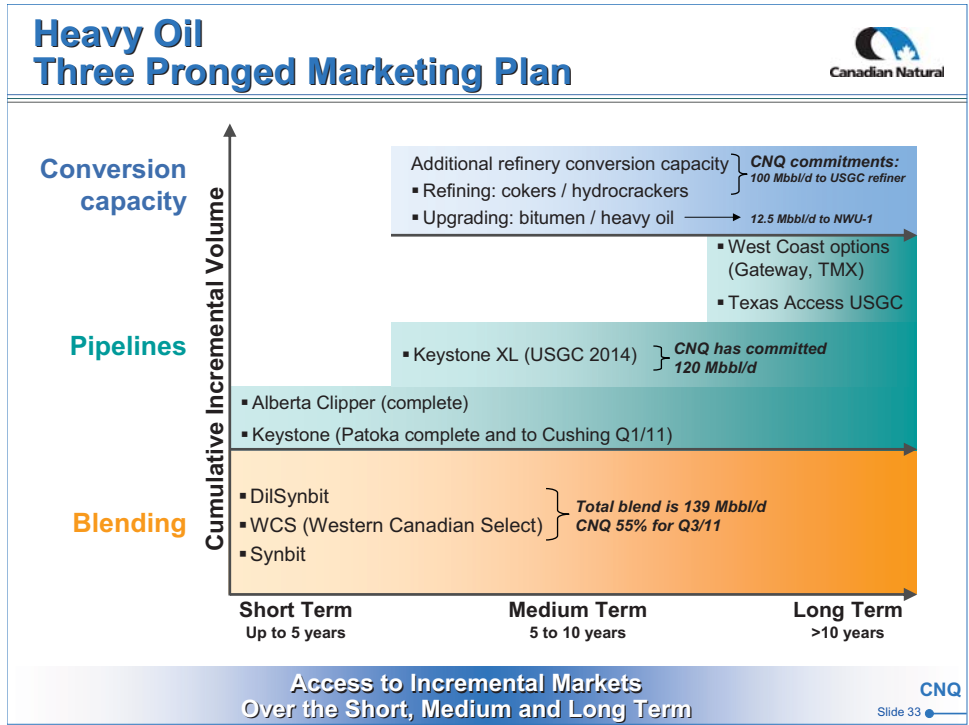 Heavy Oil
Three Pronged Marketing Plan
Canadian Natural
Conversion
capacity
Pipelines
Blending
Cumulative Incremental Volume
Additional refinery conversion capacity
▪ Refining: cokers / hydrocrackers
▪ Upgrading: bitumen / heavy oil
CNQ commitments:
100 Mbbl/d to USGC refiner
12.5 Mbbl/d to NWU-1
▪ West Coast options
(Gateway, TMX)
▪ Texas Access USGC
▪ Keystone XL (USGC 2014)
CNQ has committed
120 Mbbl/d
▪ Alberta Clipper (complete)
▪ Keystone (Patoka complete and to Cushing Q1/11)
▪ DilSynbit
▪ WCS (Western Canadian Select)
▪ Synbit
Total blend is 139 Mbbl/d
CNQ 55% for Q3/11
Short Term
Up to 5 years
Medium Term
5 to 10 years
Long Term
>10 years
Access to Incremental Markets
Over the Short, Medium and Long Term
CNQ
Slide 33